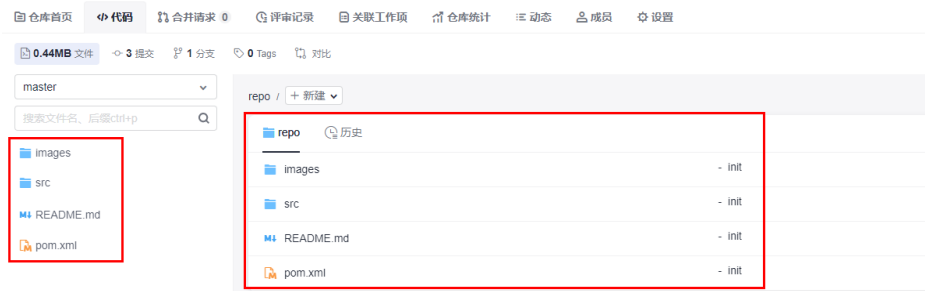 仓库首页 代码 合并请求 0 评审记录 关联工作项 仓库统计 动态 成员 设置
0.44MB 文件 3 提交 1 分支 0 Tags 对比
master
搜索文件名、后缀ctrl+p
images
src
README.md
pom.xml
repo / + 新建
repo 历史
images - init
src - init
README.md - init
pom.xml - init